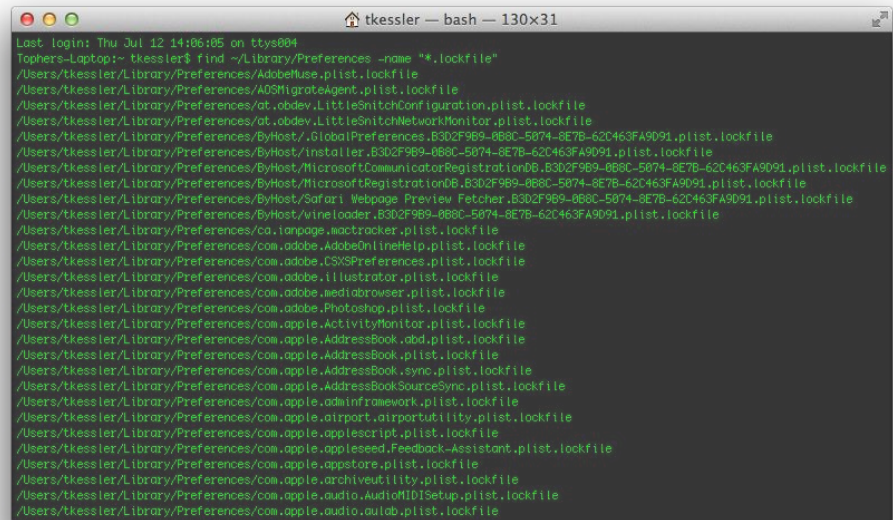 tkessler — bash — 130×31
Last login: Thu Jul 12 14:06:05 on ttys004
Tophers-Laptop:~ tkessler$ find ~/Library/Preferences -name "*.lockfile"
/Users/tkessler/Library/Preferences/AdobeMuse.plist.lockfile
/Users/tkessler/Library/Preferences/AOSMigrateAgent.plist.lockfile
/Users/tkessler/Library/Preferences/at.obdev.LittleSnitchConfiguration.plist.lockfile
/Users/tkessler/Library/Preferences/at.obdev.LittleSnitchNetworkMonitor.plist.lockfile
/Users/tkessler/Library/Preferences/ByHost/.GlobalPreferences.B3D2F9B9-0B8C-5074-8E7B-62C463FA9D91.plist.lockfile
/Users/tkessler/Library/Preferences/ByHost/installer.B3D2F9B9-0B8C-5074-8E7B-62C463FA9D91.plist.lockfile
/Users/tkessler/Library/Preferences/ByHost/MicrosoftCommunicatorRegistrationDB.B3D2F9B9-0B8C-5074-8E7B-62C463FA9D91.plist.lockfile
/Users/tkessler/Library/Preferences/ByHost/MicrosoftRegistrationDB.B3D2F9B9-0B8C-5074-8E7B-62C463FA9D91.plist.lockfile
/Users/tkessler/Library/Preferences/ByHost/Safari Webpage Preview Fetcher.B3D2F9B9-0B8C-5074-8E7B-62C463FA9D91.plist.lockfile
/Users/tkessler/Library/Preferences/ByHost/wineloader.B3D2F9B9-0B8C-5074-8E7B-62C463FA9D91.plist.lockfile
/Users/tkessler/Library/Preferences/ca.ianpage.mactracker.plist.lockfile
/Users/tkessler/Library/Preferences/com.adobe.AdobeOnlineHelp.plist.lockfile
/Users/tkessler/Library/Preferences/com.adobe.CSXSPreferences.plist.lockfile
/Users/tkessler/Library/Preferences/com.adobe.illustrator.plist.lockfile
/Users/tkessler/Library/Preferences/com.adobe.mediabrowser.plist.lockfile
/Users/tkessler/Library/Preferences/com.adobe.Photoshop.plist.lockfile
/Users/tkessler/Library/Preferences/com.apple.ActivityMonitor.plist.lockfile
/Users/tkessler/Library/Preferences/com.apple.AddressBook.abd.plist.lockfile
/Users/tkessler/Library/Preferences/com.apple.AddressBook.plist.lockfile
/Users/tkessler/Library/Preferences/com.apple.AddressBook.sync.plist.lockfile
/Users/tkessler/Library/Preferences/com.apple.AddressBookSourceSync.plist.lockfile
/Users/tkessler/Library/Preferences/com.apple.adminframework.plist.lockfile
/Users/tkessler/Library/Preferences/com.apple.airport.airportutility.plist.lockfile
/Users/tkessler/Library/Preferences/com.apple.applescript.plist.lockfile
/Users/tkessler/Library/Preferences/com.apple.appleseed.Feedback-Assistant.plist.lockfile
/Users/tkessler/Library/Preferences/com.apple.appstore.plist.lockfile
/Users/tkessler/Library/Preferences/com.apple.archiveutility.plist.lockfile
/Users/tkessler/Library/Preferences/com.apple.audio.AudioMIDISetup.plist.lockfile
/Users/tkessler/Library/Preferences/com.apple.audio.aulab.plist.lockfile